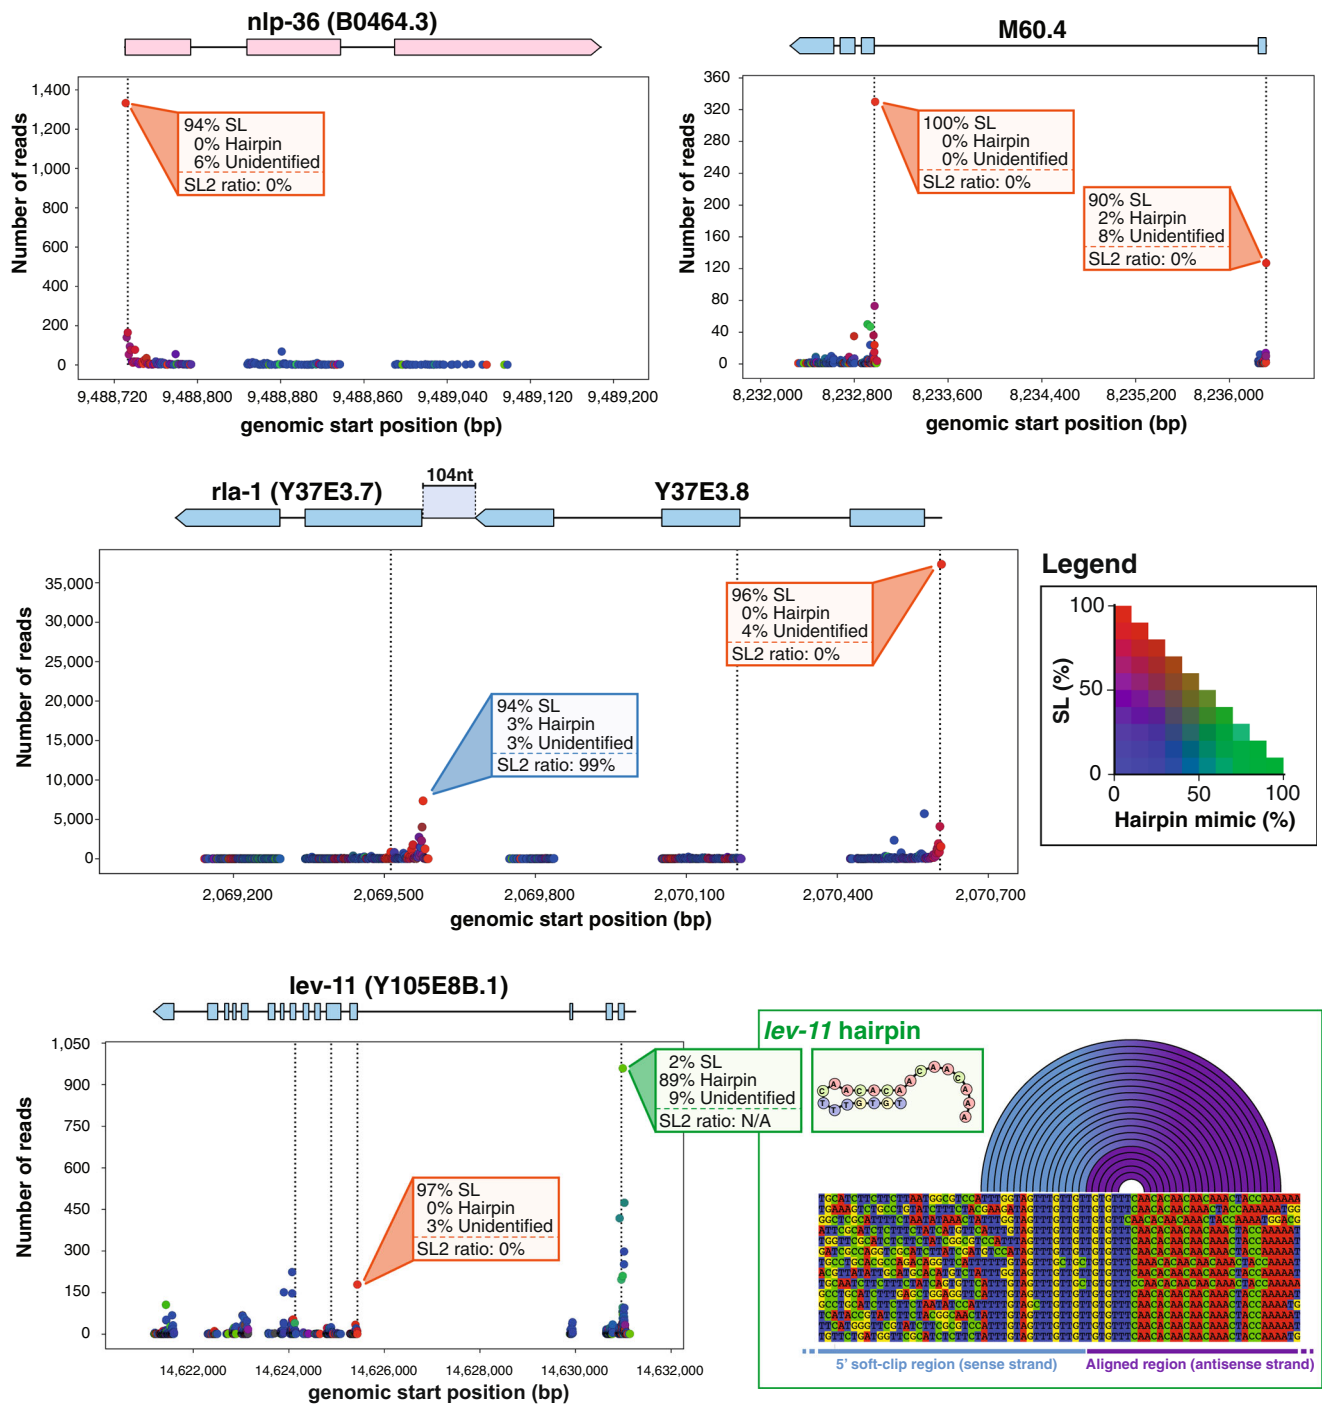 nlp-36 (B0464.3)
Number of reads
1,400
1,200
1,000
800
600
400
200
0
94% SL
0% Hairpin
6% Unidentified
SL2 ratio: 0%
9,488,720
9,488,800
9,488,880
9,488,860
9,489,040
9,489,120
9,489,200
genomic start position (bp)
M60.4
Number of reads
360
320
280
240
200
160
120
80
40
0
100% SL
0% Hairpin
0% Unidentified
SL2 ratio: 0%
90% SL
2% Hairpin
8% Unidentified
SL2 ratio: 0%
8,232,000
8,232,800
8,233,600
8,234,400
8,235,200
8,236,000
genomic start position (bp)
rla-1 (Y37E3.7)
104nt
Y37E3.8
Number of reads
35,000
30,000
25,000
20,000
15,000
10,000
5,000
0
94% SL
3% Hairpin
3% Unidentified
SL2 ratio: 99%
96% SL
0% Hairpin
4% Unidentified
SL2 ratio: 0%
2,069,200
2,069,500
2,069,800
2,070,100
2,070,400
2,070,700
genomic start position (bp)
Legend
SL (%)
100
50
0
0
50
100
Hairpin mimic (%)
lev-11 (Y105E8B.1)
Number of reads
1,050
900
750
600
450
300
150
0
97% SL
0% Hairpin
3% Unidentified
SL2 ratio: 0%
2% SL
89% Hairpin
9% Unidentified
SL2 ratio: N/A
14,622,000
14,624,000
14,626,000
14,628,000
14,630,000
14,632,000
genomic start position (bp)
lev-11 hairpin
5' soft-clip region (sense strand)
Aligned region (antisense strand)